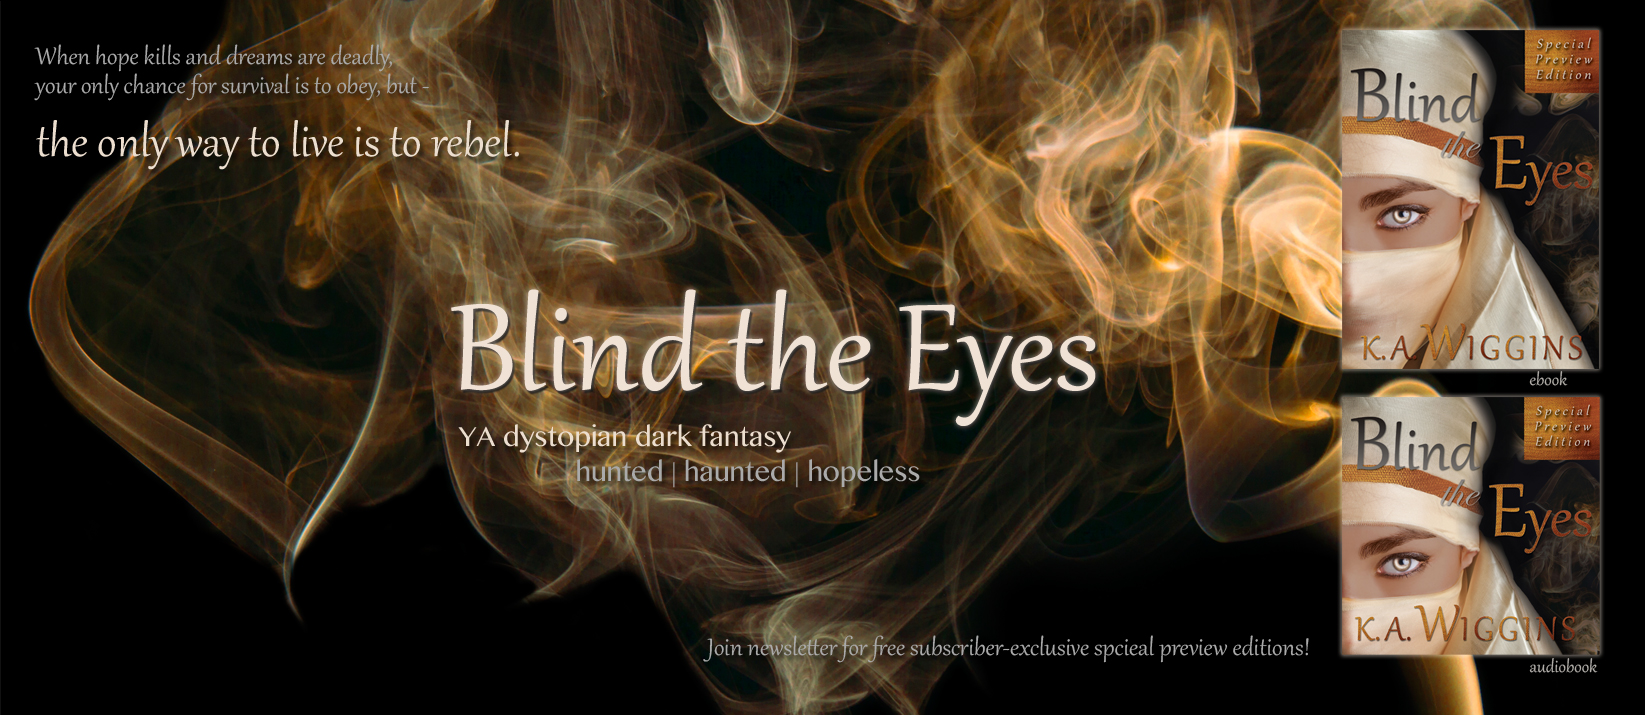 When hope kills and dreams are deadly,
your only chance for survival is to obey, but -
the only way to live is to rebel.
Blind the Eyes
YA dystopian dark fantasy
hunted | haunted | hopeless
Join newsletter for free subscriber-exclusive spcieal preview editions!
Special
Preview
Edition
Blind
the
Eyes
K.A. WIGGINS
ebook
Special
Preview
Edition
Blind
the
Eyes
K.A. WIGGINS
audiobook